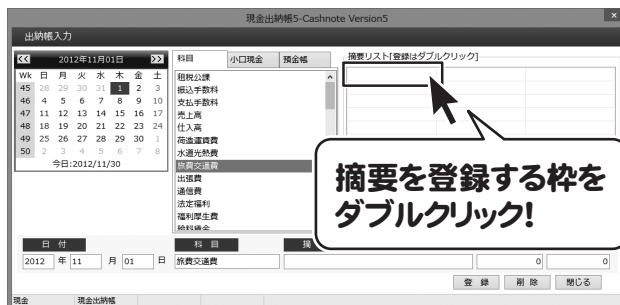 現金出納帳5-Cashnote Version5
×
出納帳入力
<< 2012年11月01日 >>
Wk 日 月 火 水 木 金 土
45 28 29 30 31 1 2 3
46 4 5 6 7 8 9 10
47 11 12 13 14 15 16 17
48 18 19 20 21 22 23 24
49 25 26 27 28 29 30 1
50 2 3 4 5 6 7 8
今日:2012/11/30
科目 小口現金 預金帳
租税公課
振込手数料
支払手数料
売上高
仕入高
荷造運賃費
水道光熱費
旅費交通費
出張費
通信費
法定福利
福利厚生費
給料賃金
摘要リスト[登録はダブルクリック]
摘要を登録する枠を
ダブルクリック!
日 付 科 目 摘
2012 年 11 月 01 日 旅費交通費 0 0
登 録 削 除 閉じる
現金 現金出納帳